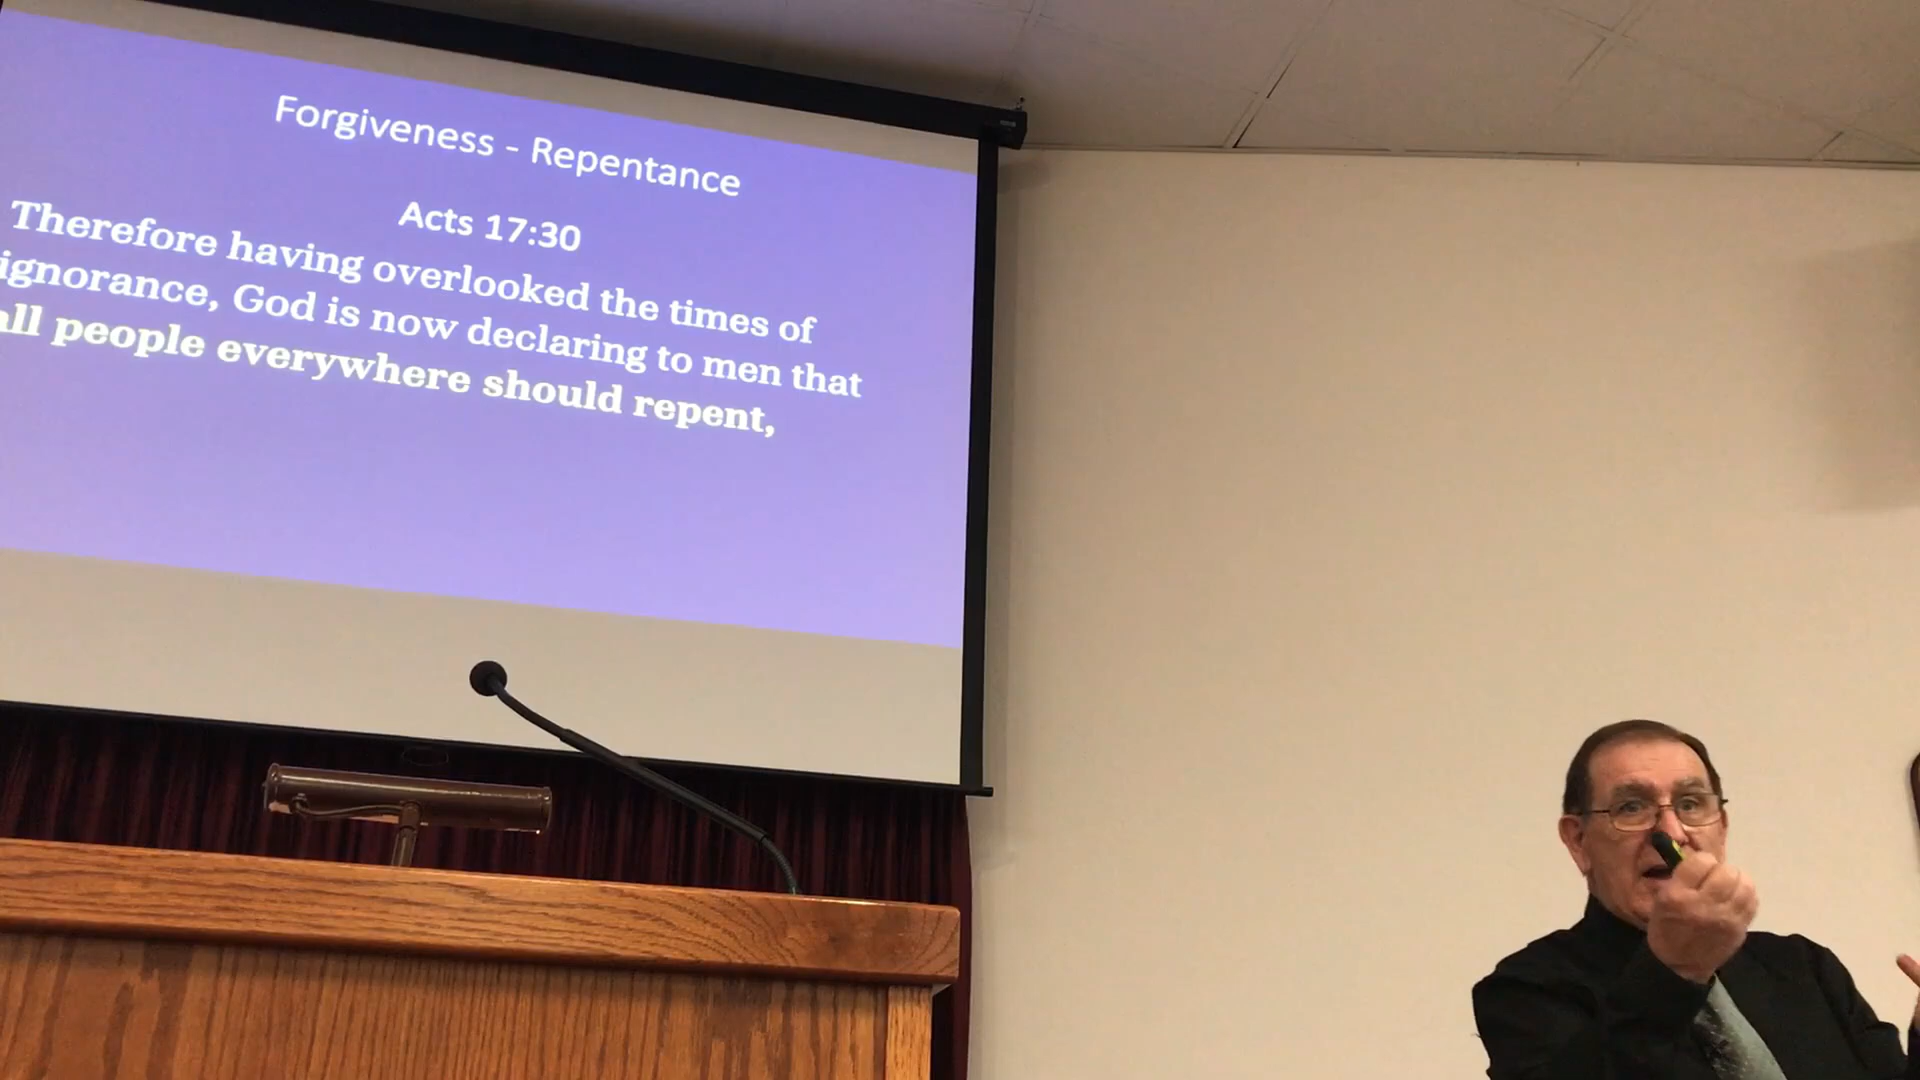 Forgiveness - Repentance
Acts 17:30
Therefore having overlooked the times of
ignorance, God is now declaring to men that
all people everywhere should repent,